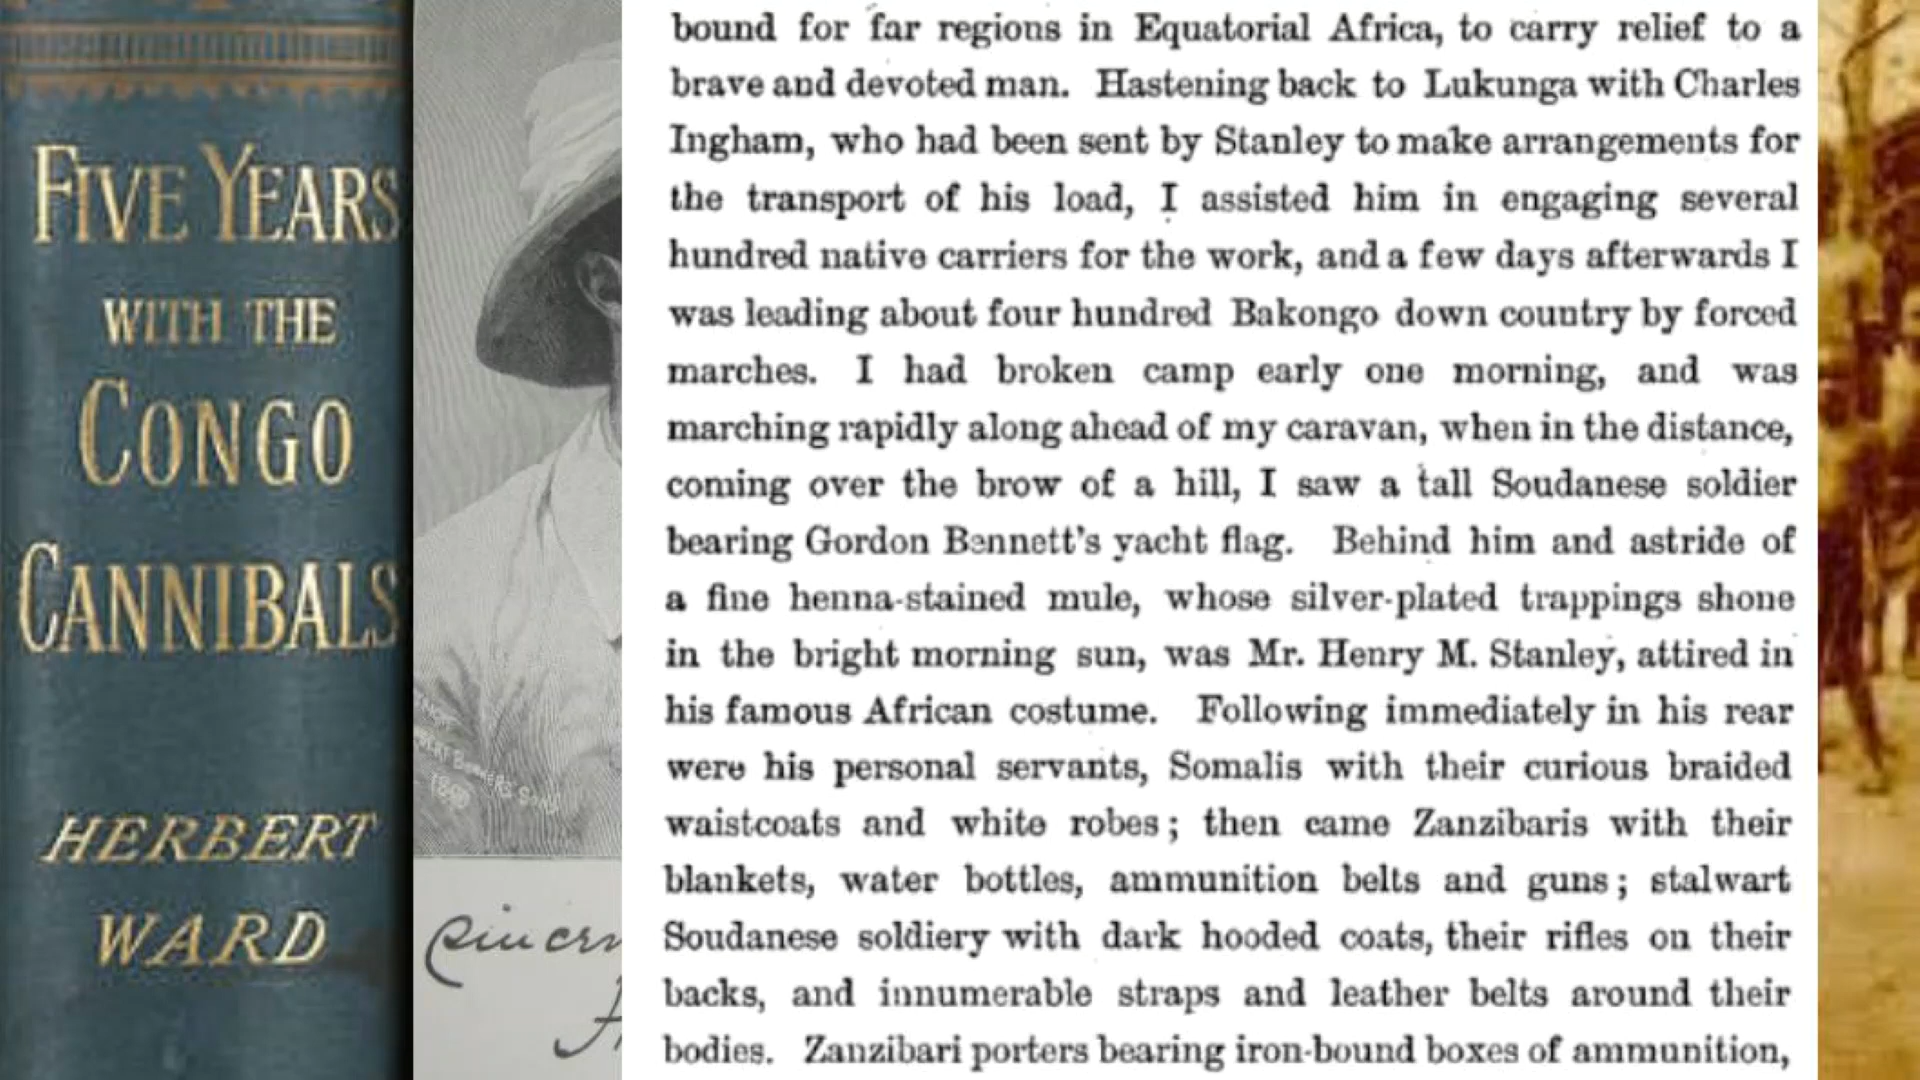 FIVE YEARS
WITH THE
CONGO
CANNIBALS
HERBERT
WARD
1890
bound for far regions in Equatorial Africa, to carry relief to a
brave and devoted man. Hastening back to Lukunga with Charles
Ingham, who had been sent by Stanley to make arrangements for
the transport of his load, I assisted him in engaging several
hundred native carriers for the work, and a few days afterwards I
was leading about four hundred Bakongo down country by forced
marches. I had broken camp early one morning, and was
marching rapidly along ahead of my caravan, when in the distance,
coming over the brow of a hill, I saw a tall Soudanese soldier
bearing Gordon Bennett's yacht flag. Behind him and astride of
a fine henna-stained mule, whose silver-plated trappings shone
in the bright morning sun, was Mr. Henry M. Stanley, attired in
his famous African costume. Following immediately in his rear
were his personal servants, Somalis with their curious braided
waistcoats and white robes; then came Zanzibaris with their
blankets, water bottles, ammunition belts and guns; stalwart
Soudanese soldiery with dark hooded coats, their rifles on their
backs, and innumerable straps and leather belts around their
bodies. Zanzibari porters bearing iron-bound boxes of ammunition,